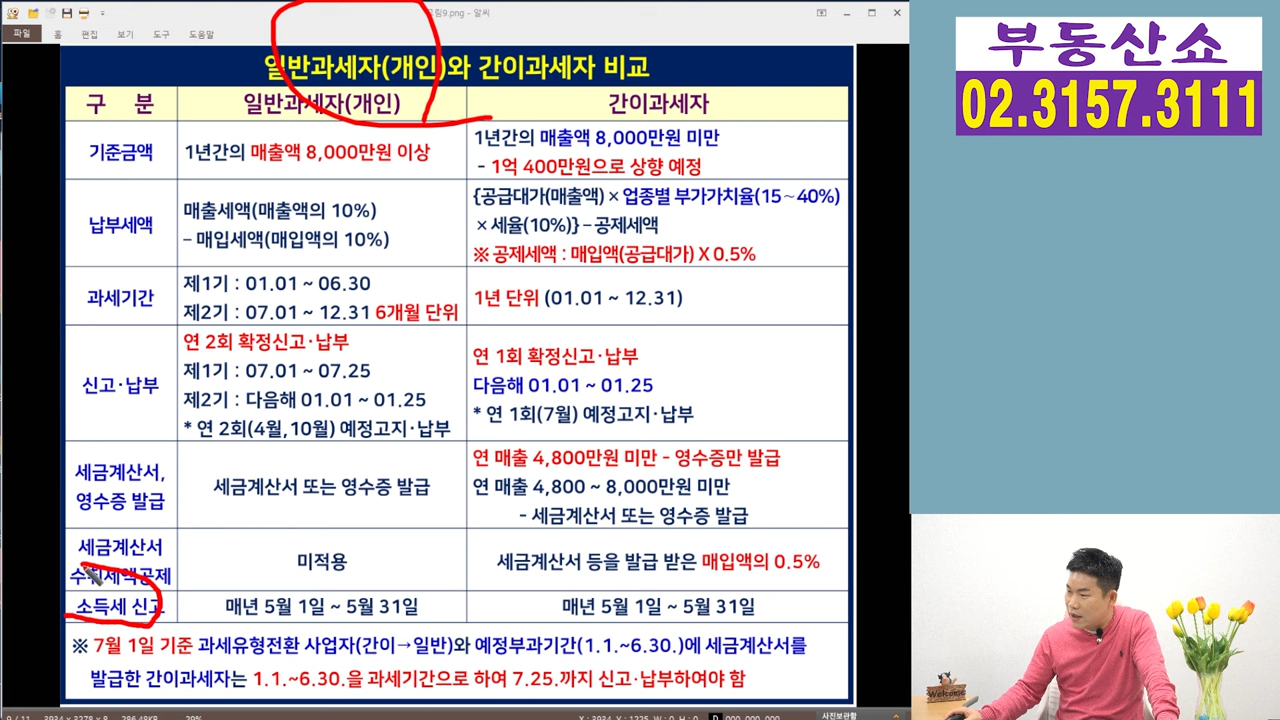 림9.png - 알씨
파일 홈 편집 보기 도구 도움말
일반과세자(개인)와 간이과세자 비교
구 분 일반과세자(개인) 간이과세자
기준금액 1년간의 매출액 8,000만원 이상
1년간의 매출액 8,000만원 미만
- 1억 400만원으로 상향 예정
납부세액
매출세액(매출액의 10%)
– 매입세액(매입액의 10%)
{공급대가(매출액) × 업종별 부가가치율(15~40%)
× 세율(10%)} – 공제세액
※ 공제세액 : 매입액(공급대가) X 0.5%
과세기간
제1기 : 01.01 ~ 06.30
제2기 : 07.01 ~ 12.31 6개월 단위
1년 단위 (01.01 ~ 12.31)
신고·납부
연 2회 확정신고·납부
제1기 : 07.01 ~ 07.25
제2기 : 다음해 01.01 ~ 01.25
* 연 2회(4월,10월) 예정고지·납부
연 1회 확정신고·납부
다음해 01.01 ~ 01.25
* 연 1회(7월) 예정고지·납부
세금계산서,
영수증 발급
세금계산서 또는 영수증 발급
연 매출 4,800만원 미만 - 영수증만 발급
연 매출 4,800 ~ 8,000만원 미만
- 세금계산서 또는 영수증 발급
세금계산서
수취세액공제
미적용
세금계산서 등을 발급 받은 매입액의 0.5%
소득세 신고 매년 5월 1일 ~ 5월 31일 매년 5월 1일 ~ 5월 31일
※ 7월 1일 기준 과세유형전환 사업자(간이→일반)와 예정부과기간(1.1.~6.30.)에 세금계산서를
발급한 간이과세자는 1.1.~6.30.을 과세기간으로 하여 7.25.까지 신고·납부하여야 함
부동산쇼
02.3157.3111
Welcome
사진보관함